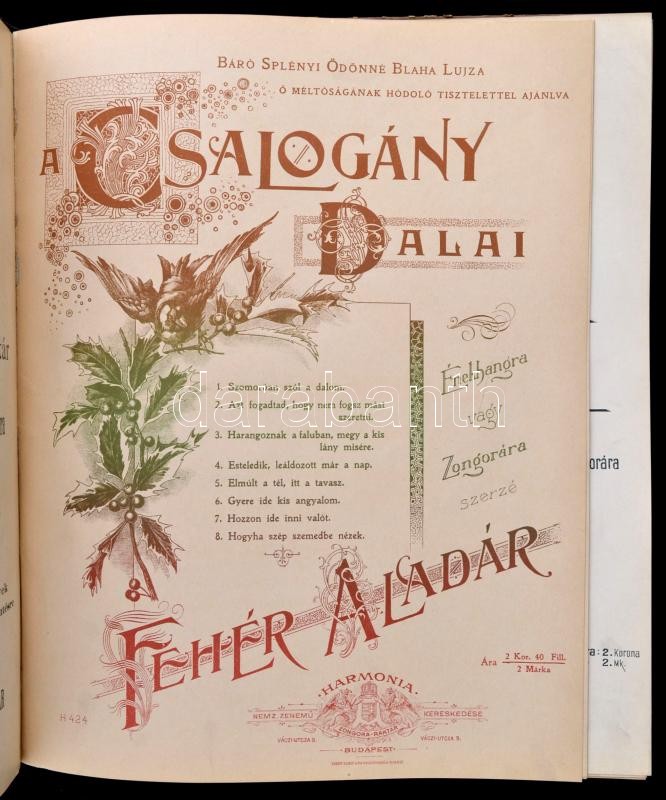 BÁRÓ SPLÉNYI ÖDÖNNÉ BLAHA LUJZA
Ő MÉLTÓSÁGÁNAK HÓDOLÓ TISZTELETTEL AJÁNLVA
A CSALOGÁNY
DALAI
1. Szomorúan szól a dalom.
2. Azt fogadtad, hogy nem fogsz mást
szeretni.
3. Harangoznak a faluban, megy a kis
lány misére.
4. Esteledik, leáldozott már a nap.
5. Elmúlt a tél, itt a tavasz.
6. Gyere ide kis angyalom.
7. Hozzon ide inni valót.
8. Hogyha szép szemedbe nézek.
Énekhangra
vagy
Zongorára
szerzé
darabanth
FEHÉR ALADÁR
Ára 2 Kor. 40 Fill.
2 Márka
HARMONIA
NEMZ. ZENEMŰ KERESKEDÉSE
ZONGORA-RAKTÁR
VÁCZI-UTCZA 9. VÁCZI-UTCZA 9.
BUDAPEST
H 424
orára
ra: 2. Korona
2. Mk.